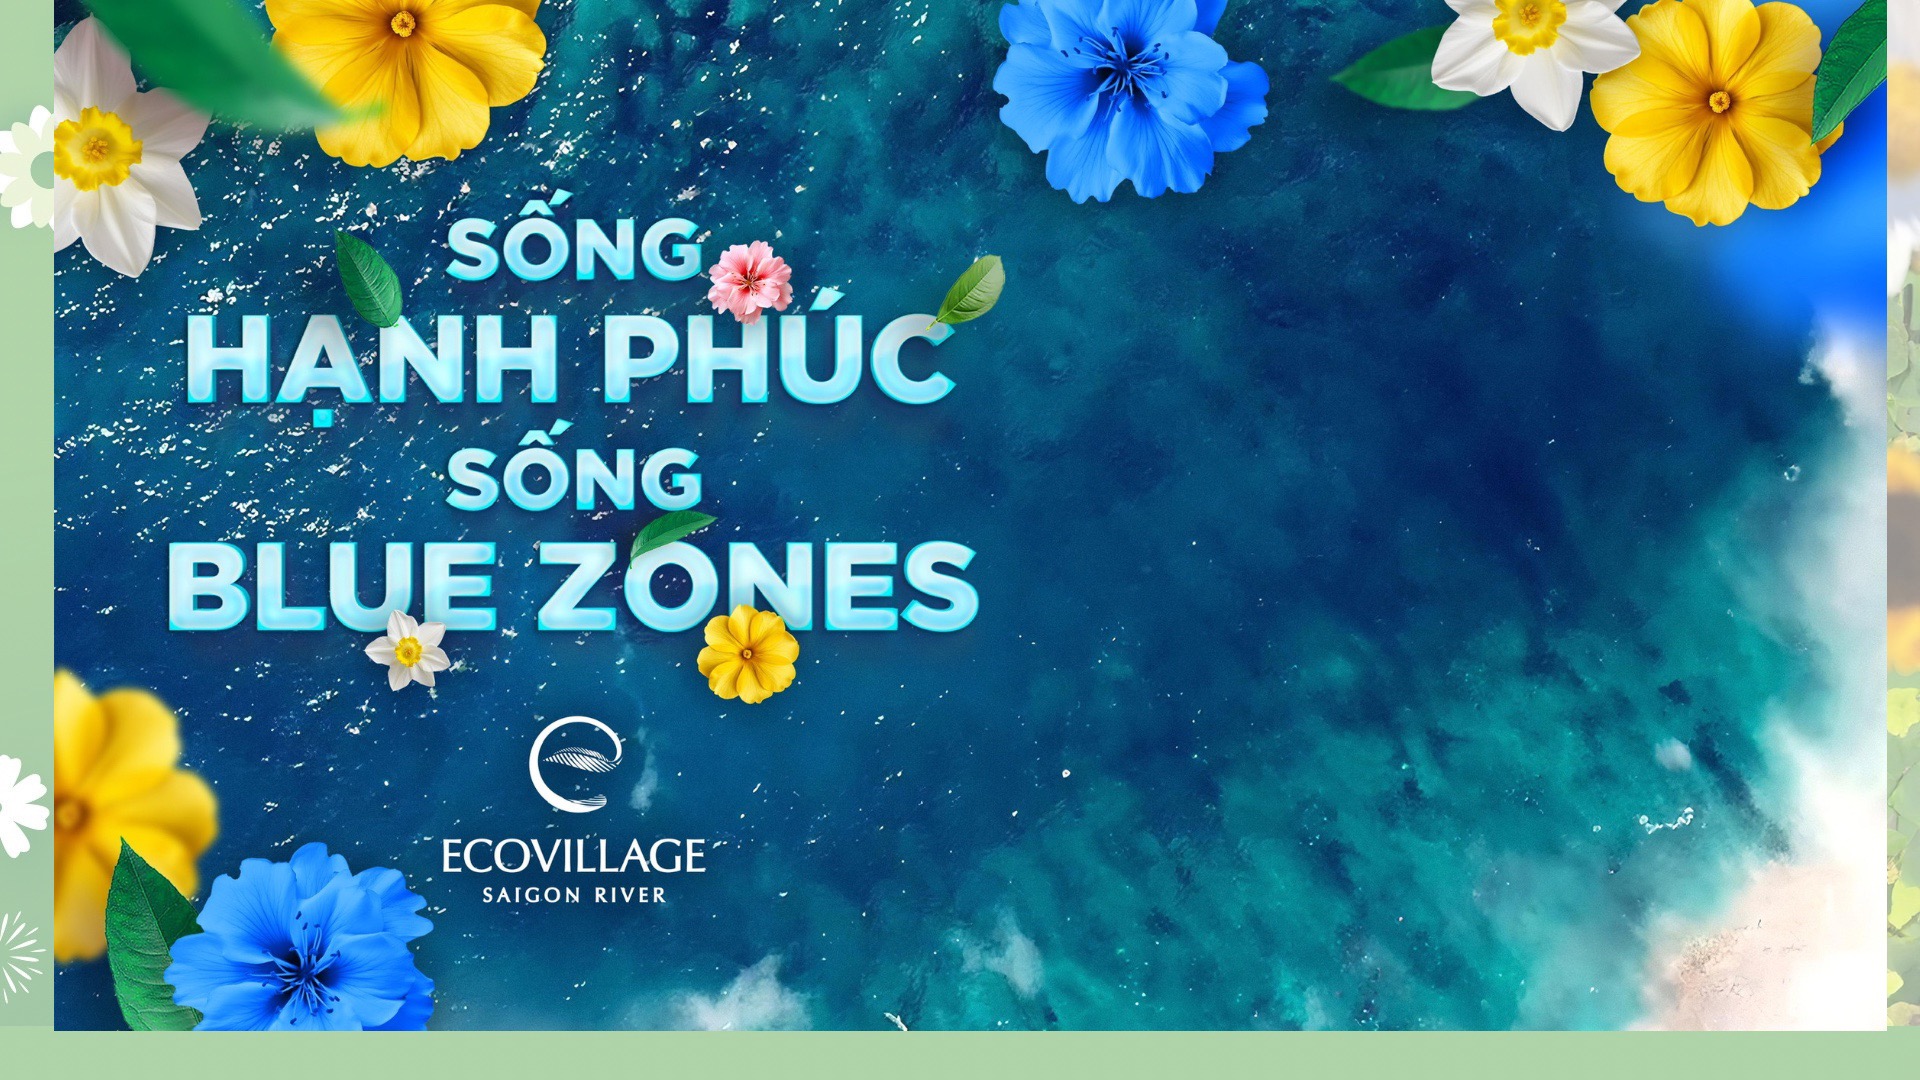 SỐNG
HẠNH PHÚC
SỐNG
BLUE ZONES
ECOVILLAGE
SAIGON RIVER